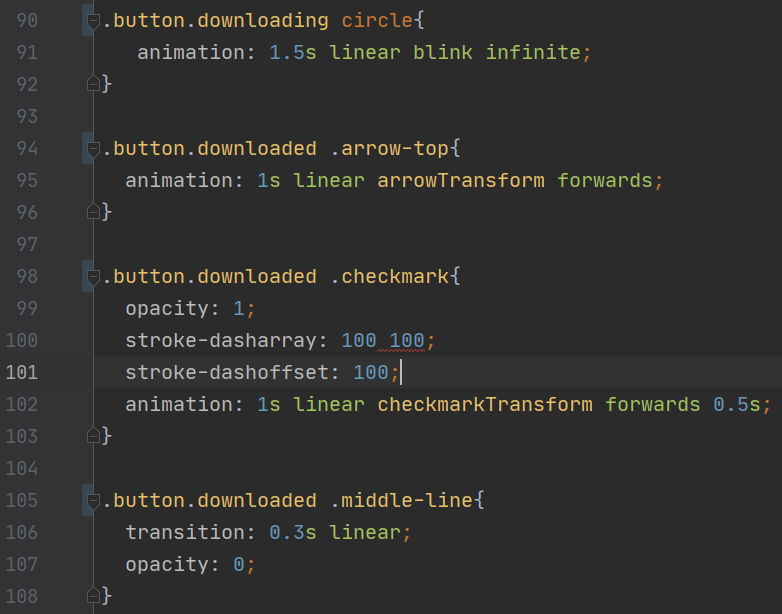 90 .button.downloading circle{
91 animation: 1.5s linear blink infinite;
92 }
93
94 .button.downloaded .arrow-top{
95 animation: 1s linear arrowTransform forwards;
96 }
97
98 .button.downloaded .checkmark{
99 opacity: 1;
100 stroke-dasharray: 100 100;
101 stroke-dashoffset: 100;
102 animation: 1s linear checkmarkTransform forwards 0.5s;
103 }
104
105 .button.downloaded .middle-line{
106 transition: 0.3s linear;
107 opacity: 0;
108 }